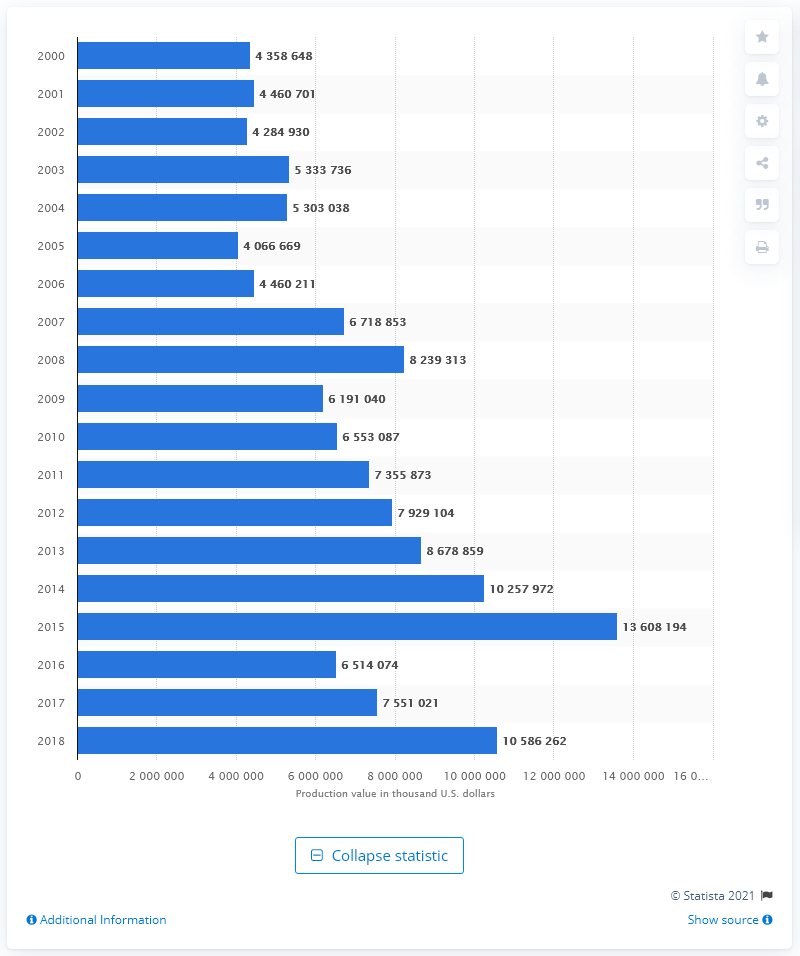 2000 4 358 648
2001 4 460 701
2002 4 284 930
2003 5 333 736
2004 5 303 038
2005 4 066 669
2006 4 460 211
2007 6 718 853
2008 8 239 313
2009 6 191 040
2010 6 553 087
2011 7 355 873
2012 7 929 104
2013 8 678 859
2014 10 257 972
2015 13 608 194
2016 6 514 074
2017 7 551 021
2018 10 586 262
0 2 000 000 4 000 000 6 000 000 8 000 000 10 000 000 12 000 000 14 000 000 16 0…
Production value in thousand U.S. dollars
Collapse statistic
© Statista 2021
Additional Information Show source